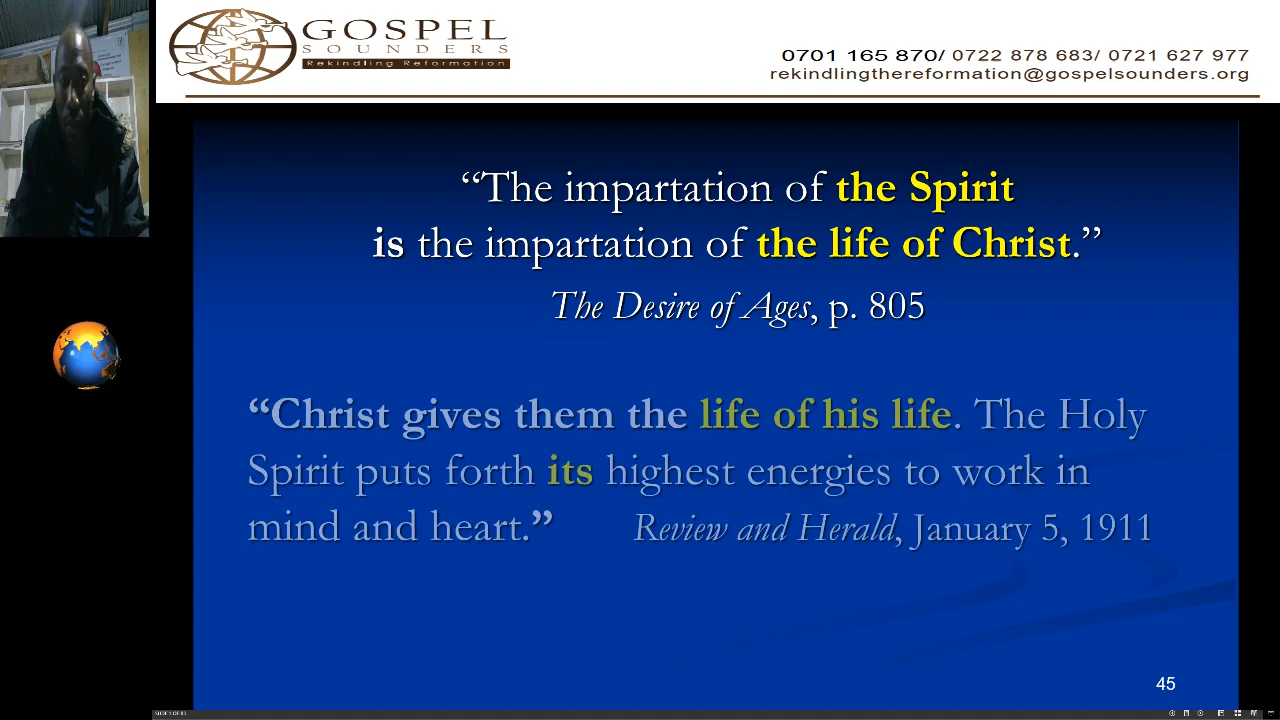 GOSPEL
SOUNDERS
Rekindling Reformation
0701 165 870/ 0722 878 683/ 0721 627 977
rekindlingthereformation@gospelsounders.org
“The impartation of the Spirit
is the impartation of the life of Christ.”
The Desire of Ages, p. 805
“Christ gives them the life of his life. The Holy
Spirit puts forth its highest energies to work in
mind and heart.” Review and Herald, January 5, 1911
45